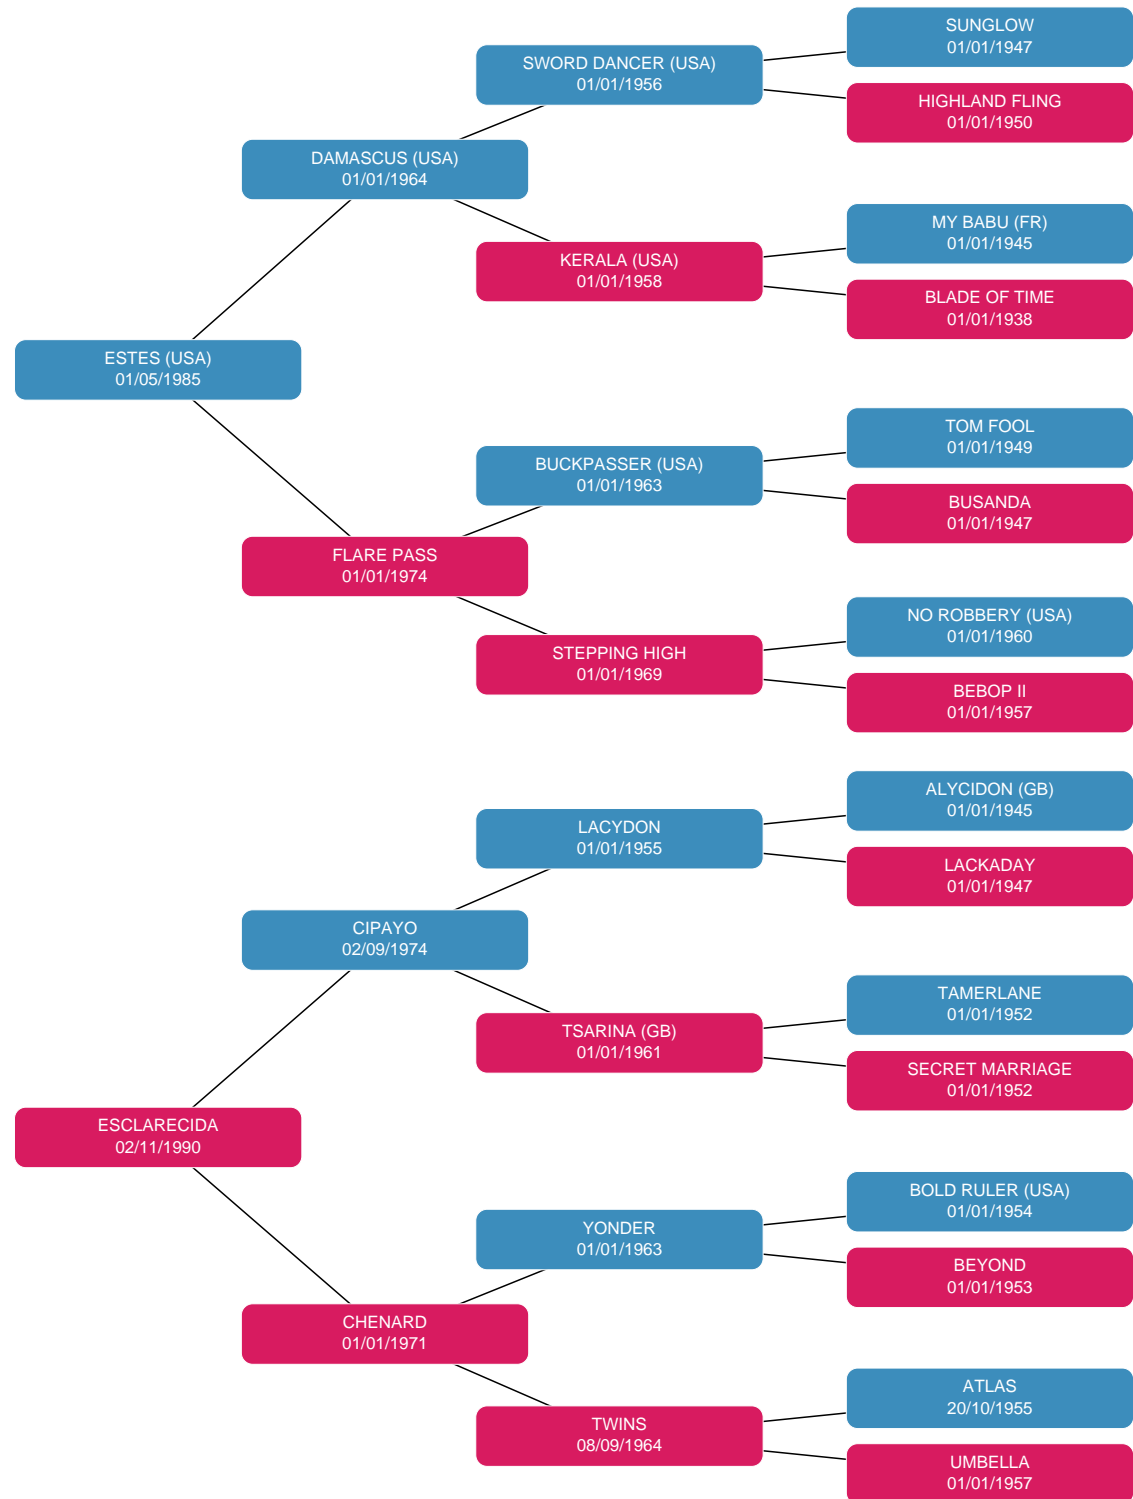 SUNGLOW
01/01/1947
SWORD DANCER (USA)
01/01/1956
HIGHLAND FLING
01/01/1950
DAMASCUS (USA)
01/01/1964
MY BABU (FR)
01/01/1945
KERALA (USA)
01/01/1958
BLADE OF TIME
01/01/1938
ESTES (USA)
01/05/1985
TOM FOOL
01/01/1949
BUCKPASSER (USA)
01/01/1963
BUSANDA
01/01/1947
FLARE PASS
01/01/1974
NO ROBBERY (USA)
01/01/1960
STEPPING HIGH
01/01/1969
BEBOP II
01/01/1957
ALYCIDON (GB)
01/01/1945
LACYDON
01/01/1955
LACKADAY
01/01/1947
CIPAYO
02/09/1974
TAMERLANE
01/01/1952
TSARINA (GB)
01/01/1961
SECRET MARRIAGE
01/01/1952
ESCLARECIDA
02/11/1990
BOLD RULER (USA)
01/01/1954
YONDER
01/01/1963
BEYOND
01/01/1953
CHENARD
01/01/1971
ATLAS
20/10/1955
TWINS
08/09/1964
UMBELLA
01/01/1957